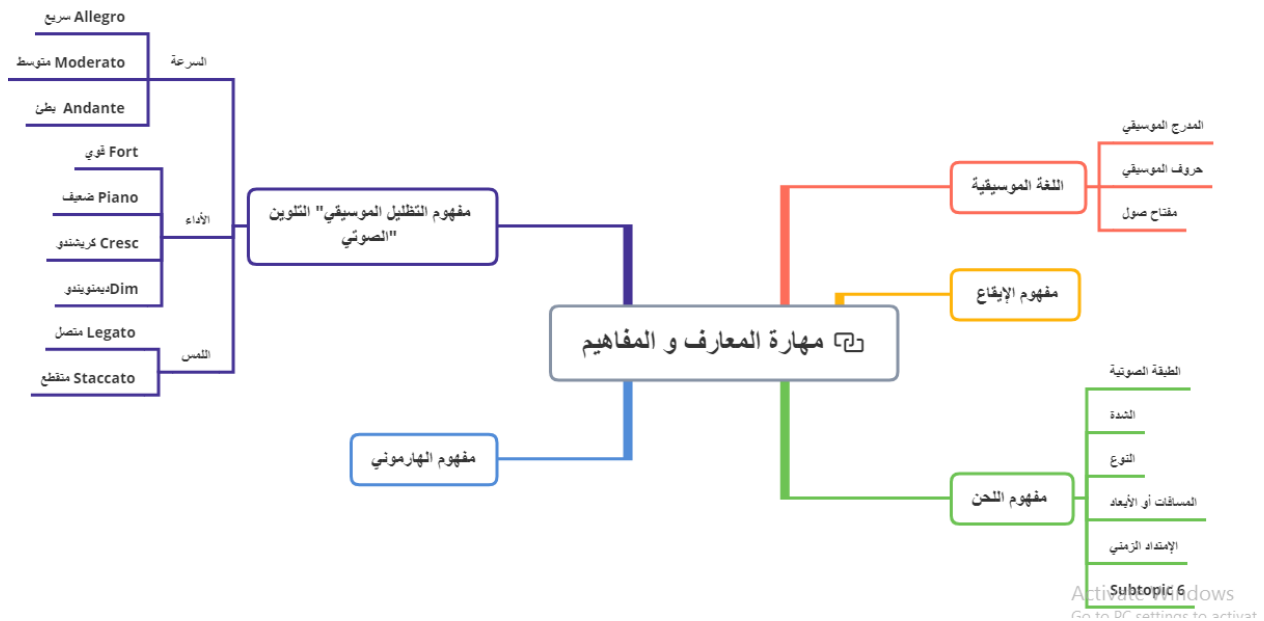 مهارة المعارف و المفاهيم
اللغة الموسيقية
المدرج الموسيقي
حروف الموسيقي
مفتاح صول
مفهوم الإيقاع
مفهوم اللحن
الطبقة الصوتية
الشدة
النوع
المسافات أو الأبعاد
الإمتداد الزمني
Subtopic 6
مفهوم الهارموني
مفهوم التظليل الموسيقي" التلوين
الصوتي"
السرعة
Allegro سريع
Moderato متوسط
Andante بطئ
الأداء
Fort قوي
Piano ضعيف
Cresc كريشندو
Dimديمنويندو
اللمس
Legato متصل
Staccato متقطع
Activate Windows
Go to PC settings to activat